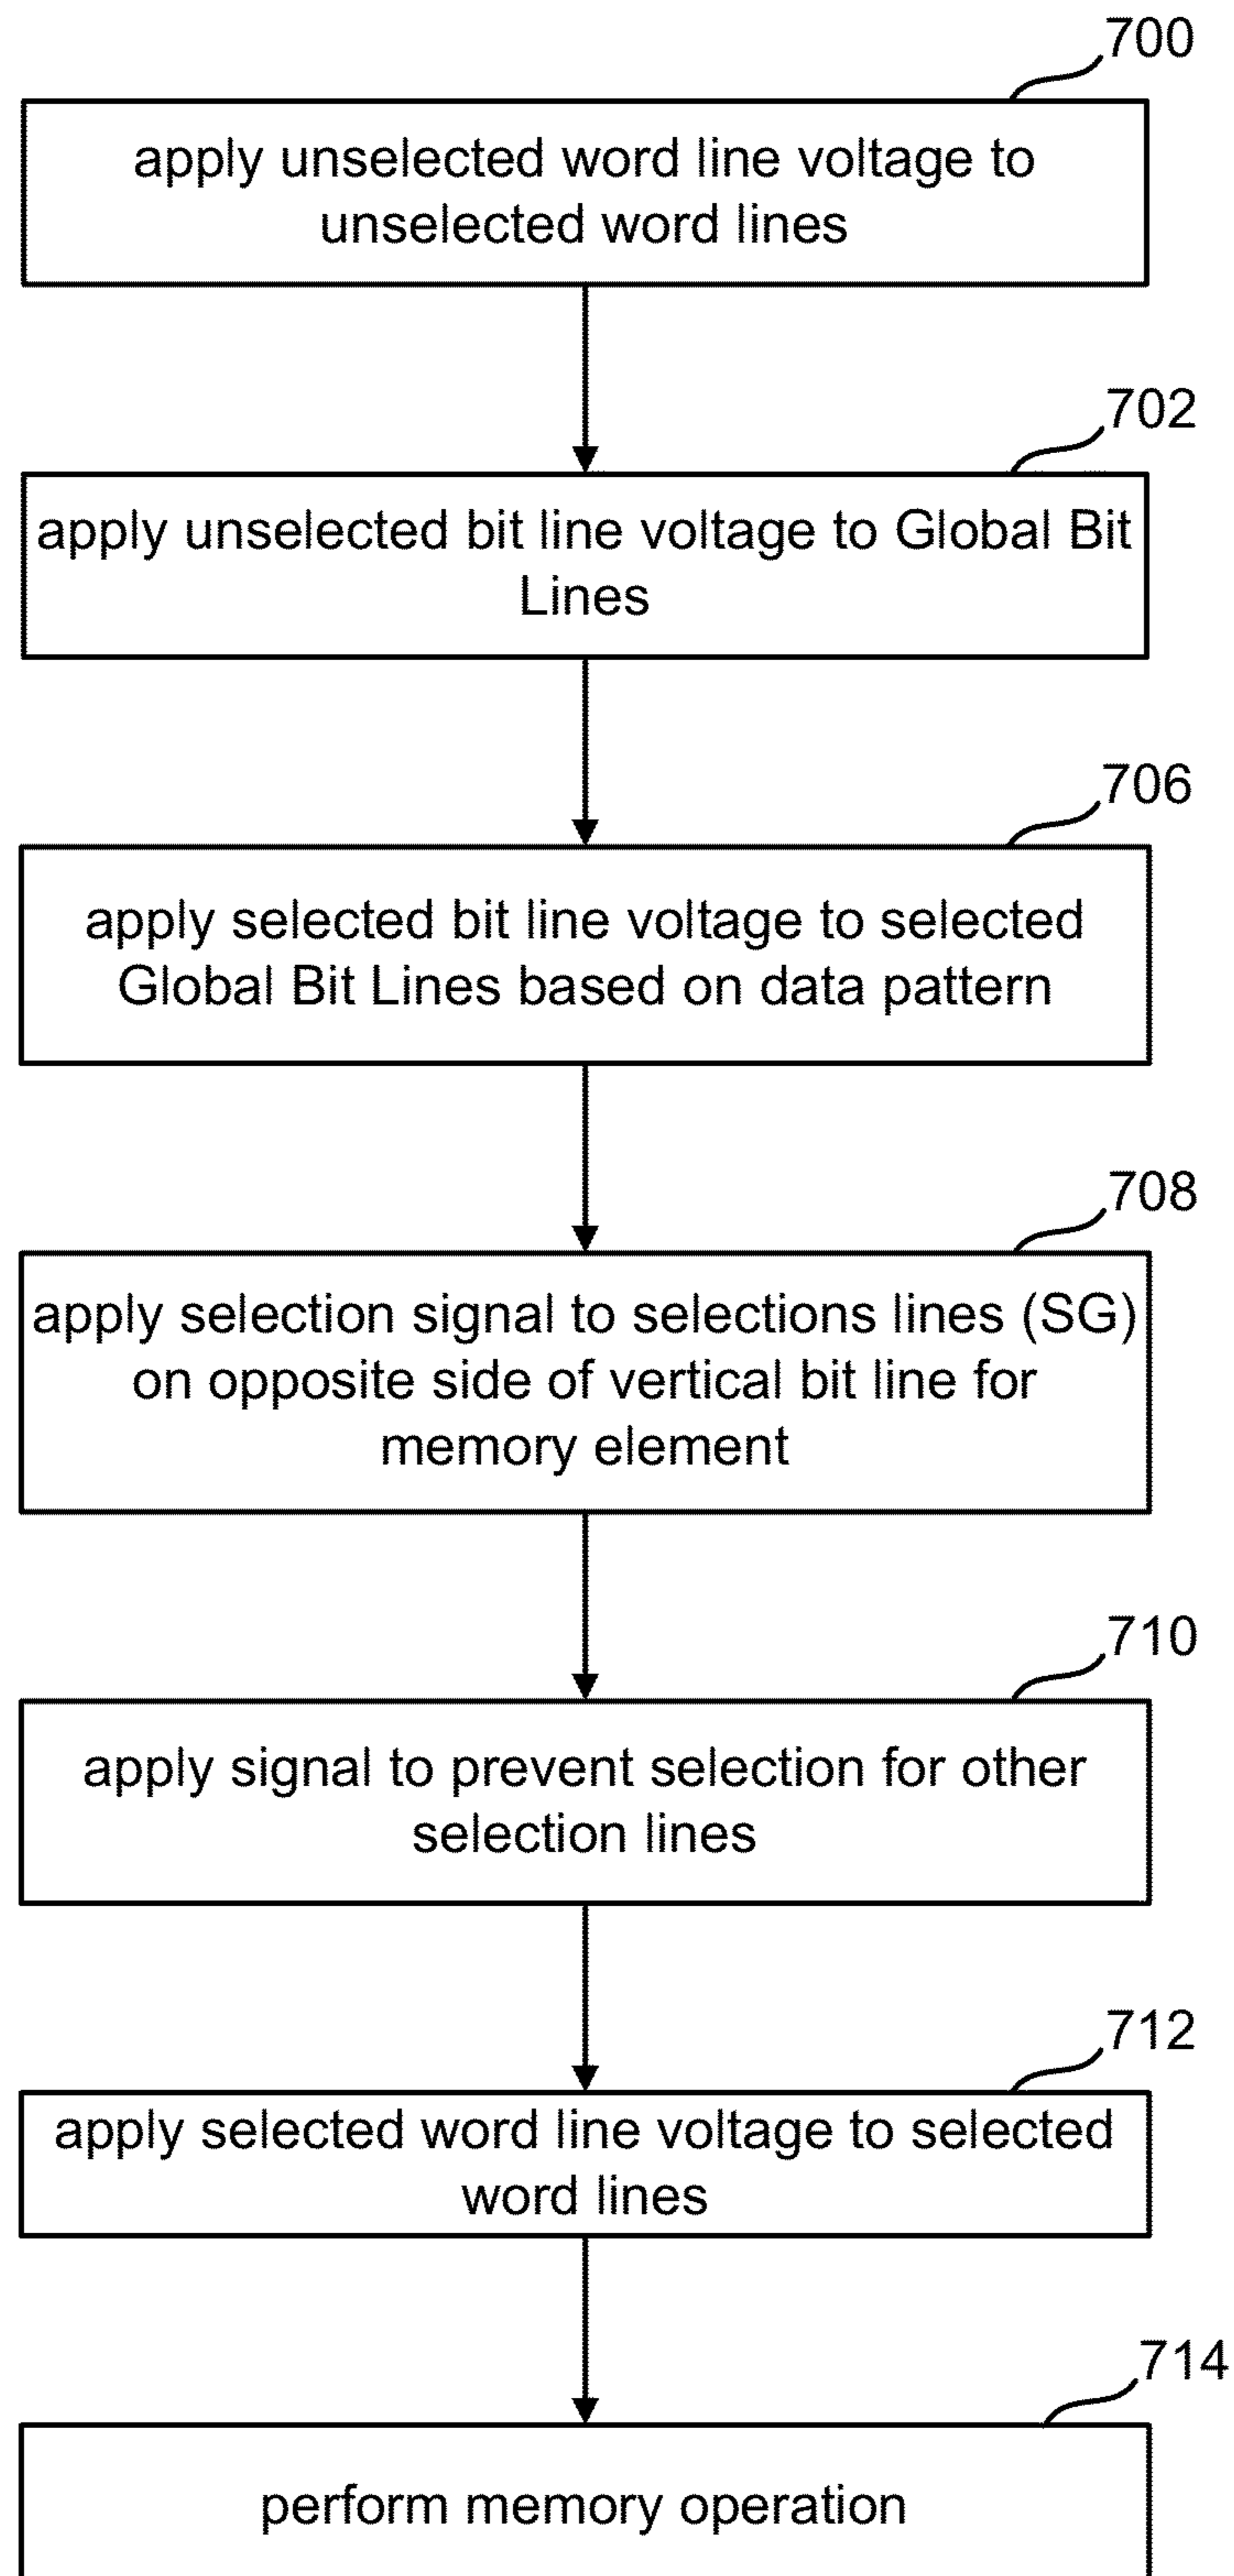 700
apply unselected word line voltage to
unselected word lines
702
apply unselected bit line voltage to Global Bit
Lines
706
apply selected bit line voltage to selected
Global Bit Lines based on data pattern
708
apply selection signal to selections lines (SG)
on opposite side of vertical bit line for
memory element
710
apply signal to prevent selection for other
selection lines
712
apply selected word line voltage to selected
word lines
714
perform memory operation